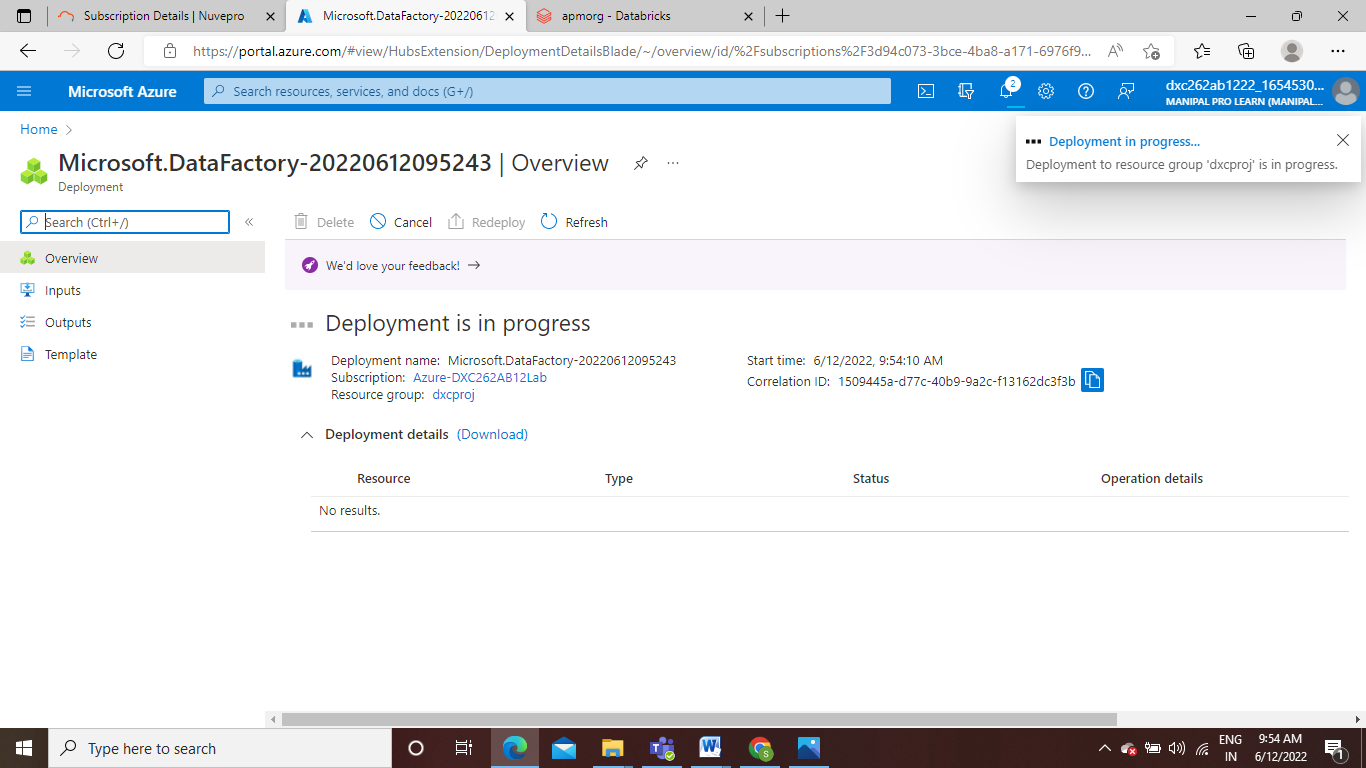 Subscription Details | Nuvepro
Microsoft.DataFactory-20220612
apmorg - Databricks
https://portal.azure.com/#view/HubsExtension/DeploymentDetailsBlade/~/overview/id/%2Fsubscriptions%2F3d94c073-3bce-4ba8-a171-6976f9...
Microsoft Azure
Search resources, services, and docs (G+/)
2
dxc262ab1222_1654530...
MANIPAL PRO LEARN (MANIPAL...
Home
Deployment in progress...
Deployment to resource group 'dxcproj' is in progress.
Microsoft.DataFactory-20220612095243 | Overview
Deployment
Search (Ctrl+/)
Delete Cancel Redeploy Refresh
Overview
Inputs
Outputs
Template
We'd love your feedback! →
Deployment is in progress
Deployment name: Microsoft.DataFactory-20220612095243
Subscription: Azure-DXC262AB12Lab
Resource group: dxcproj
Start time: 6/12/2022, 9:54:10 AM
Correlation ID: 1509445a-d77c-40b9-9a2c-f13162dc3f3b
Deployment details (Download)
Resource Type Status Operation details
No results.
Type here to search
ENG
IN
9:54 AM
6/12/2022
1